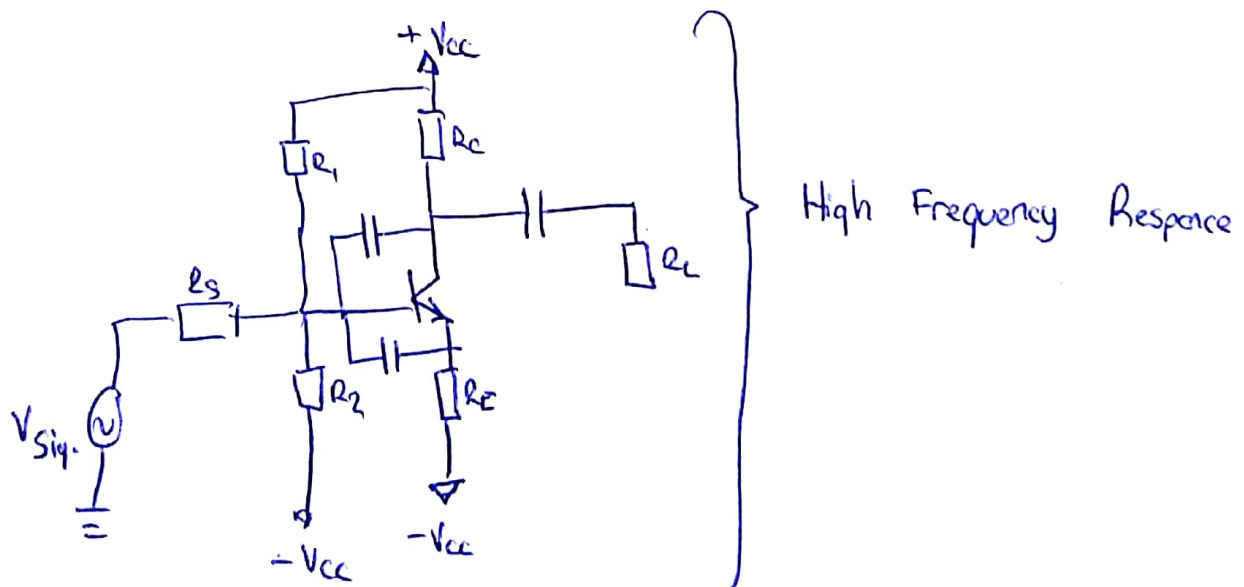 + Vcc
Rc
R1
High Frequency Responce
RL
Rs
R2
RE
Vsig.
- Vcc
- Vcc